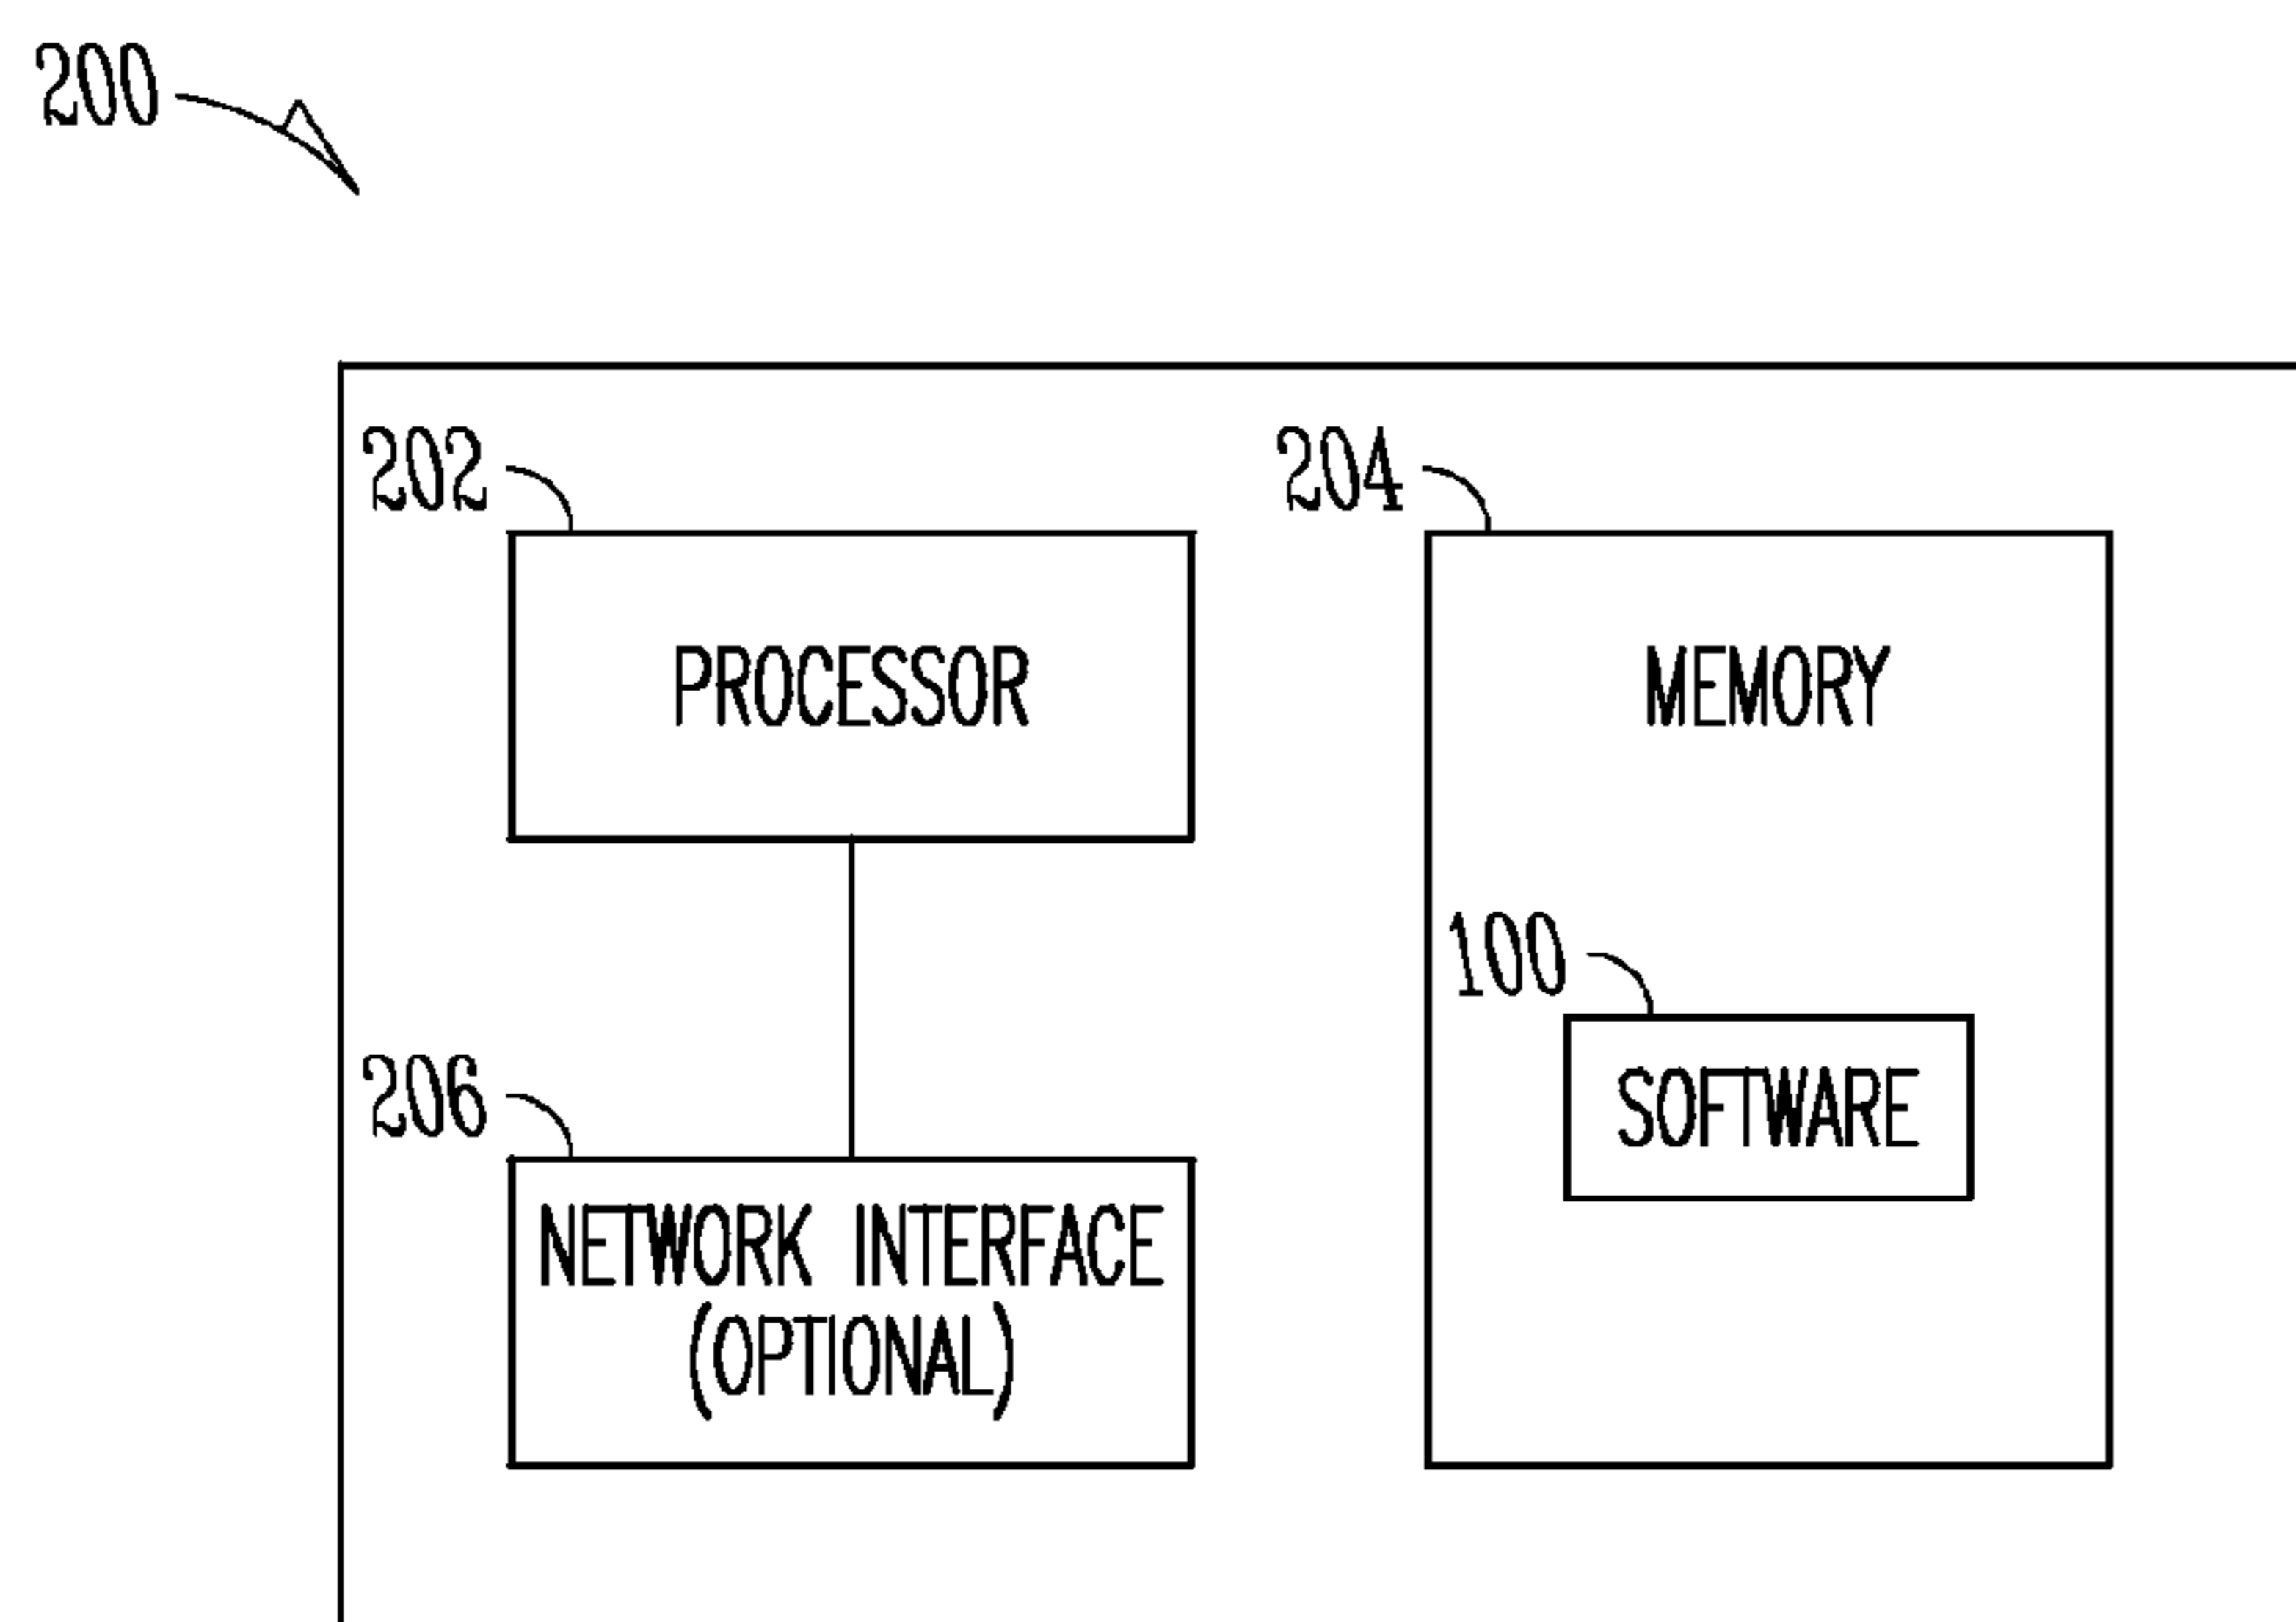 200
202
PROCESSOR
204
MEMORY
100
SOFTWARE
206
NETWORK INTERFACE
(OPTIONAL)